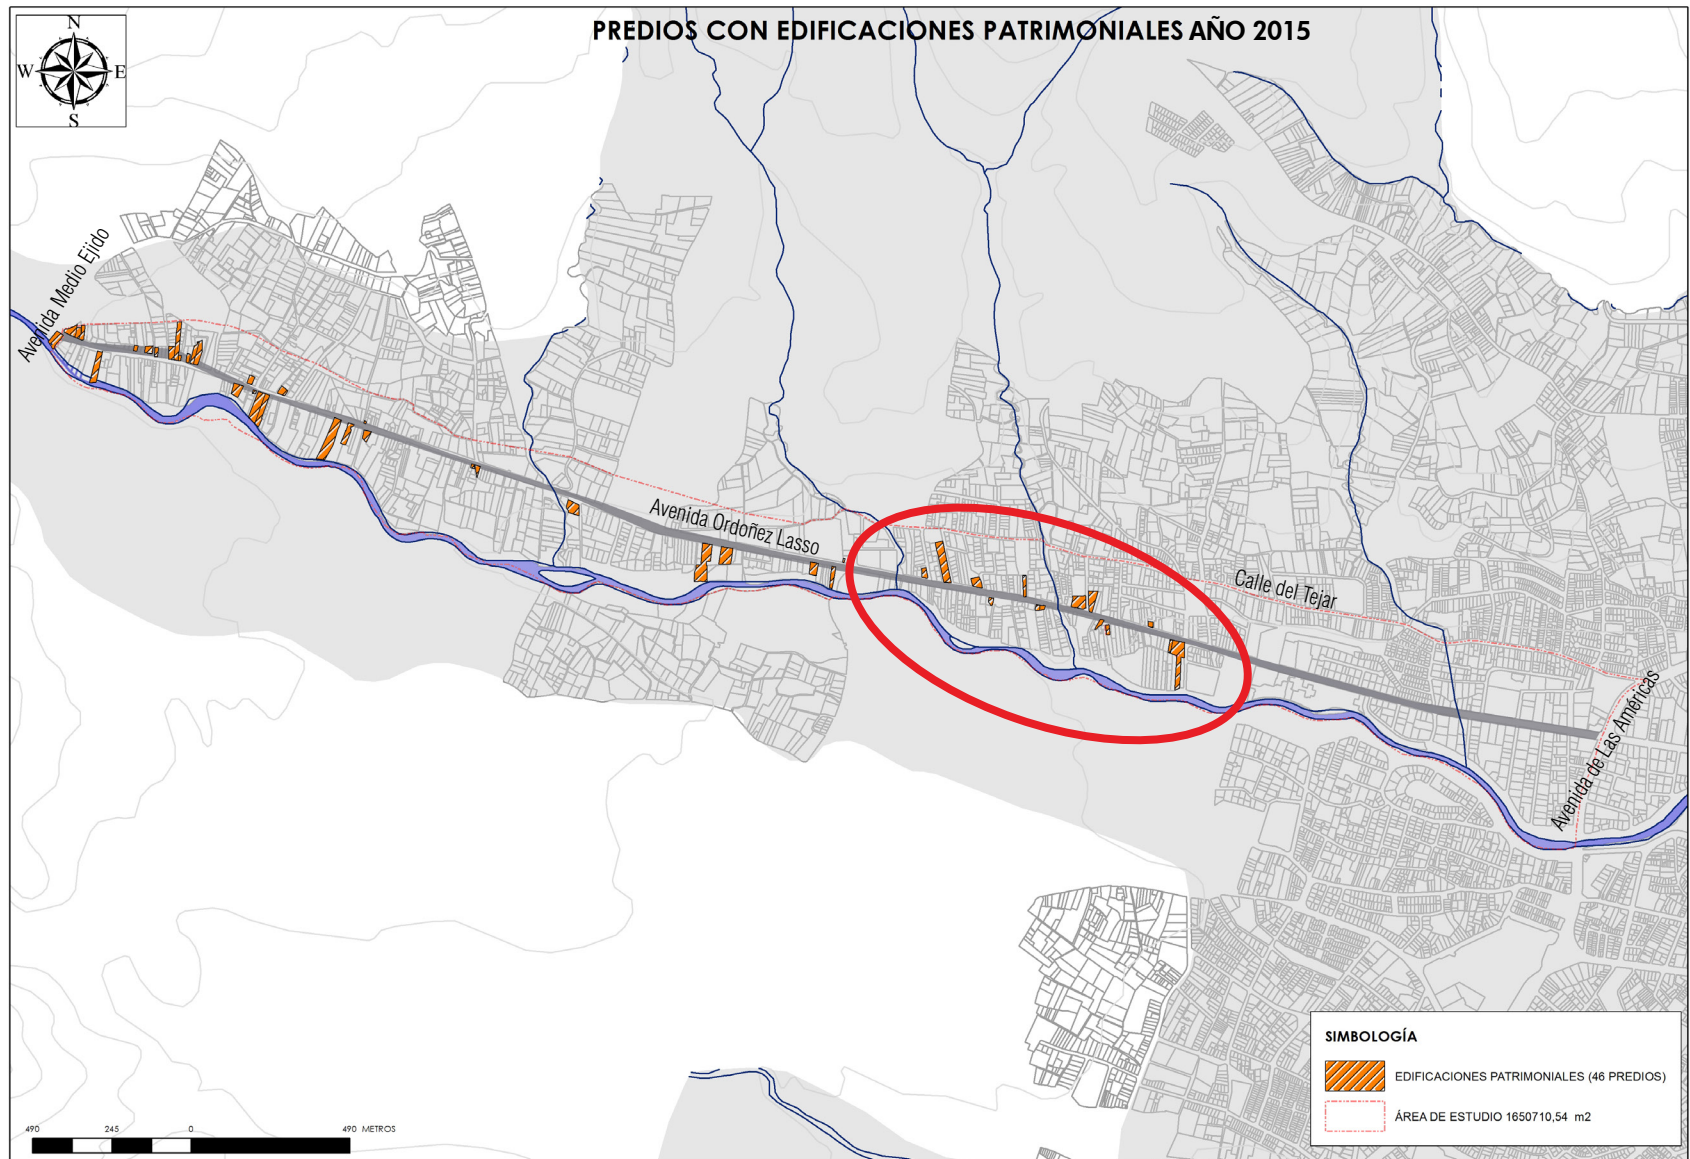 PREDIOS CON EDIFICACIONES PATRIMONIALES AÑO 2015
N
W
E
S
Avenida Medio Ejido
Avenida Ordoñez Lasso
Calle del Tejar
Avenida de Las Américas
SIMBOLOGÍA
EDIFICACIONES PATRIMONIALES (46 PREDIOS)
ÁREA DE ESTUDIO 1650710,54 m2
490 245 0 490 METROS